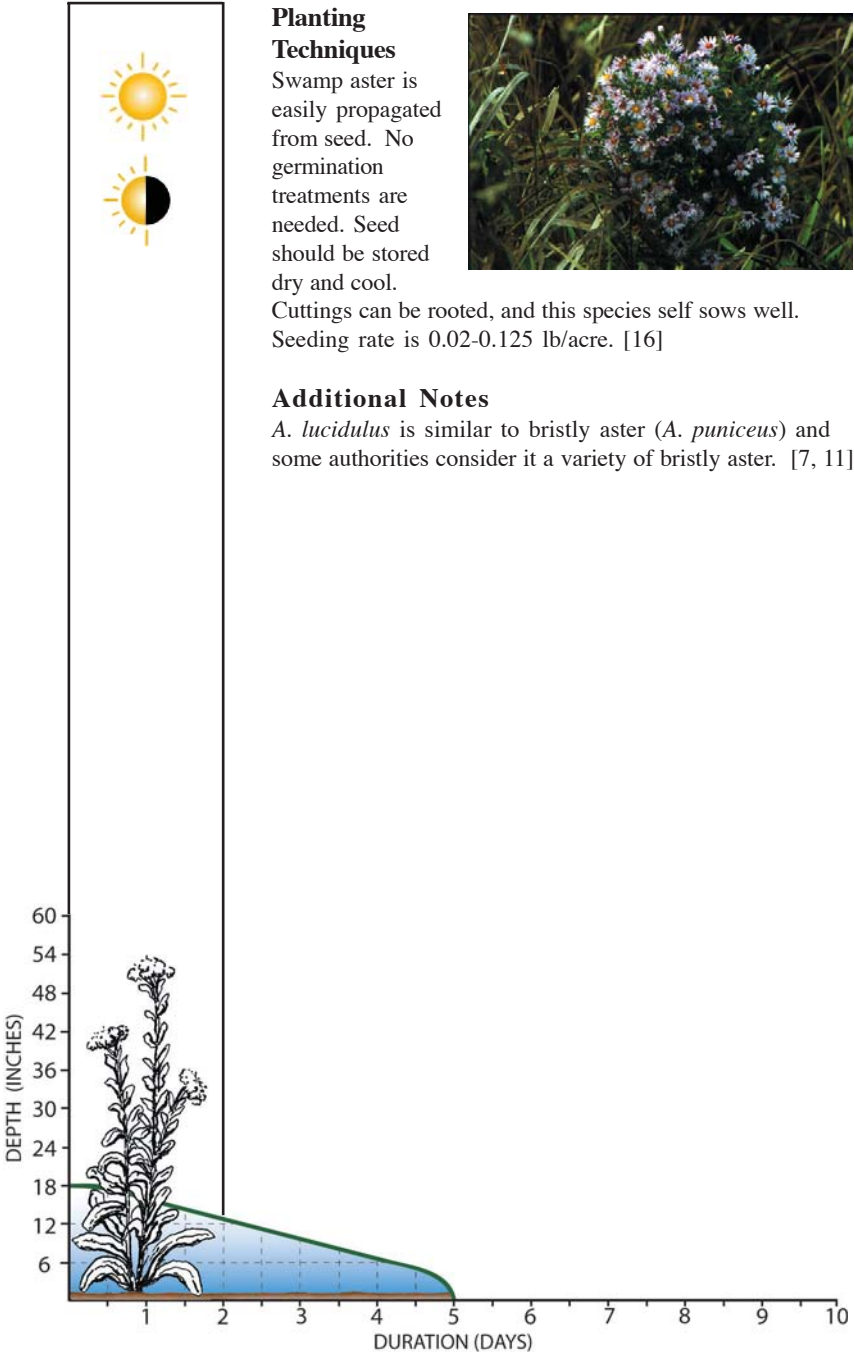 Planting
Techniques
Swamp aster is
easily propagated
from seed. No
germination
treatments are
needed. Seed
should be stored
dry and cool.
Cuttings can be rooted, and this species self sows well.
Seeding rate is 0.02-0.125 lb/acre. [16]
Additional Notes
A. lucidulus is similar to bristly aster (A. puniceus) and
some authorities consider it a variety of bristly aster. [7, 11]
60
54
48
42
36
30
24
18
12
6
DEPTH (INCHES)
1 2 3 4 5 6 7 8 9 10
DURATION (DAYS)